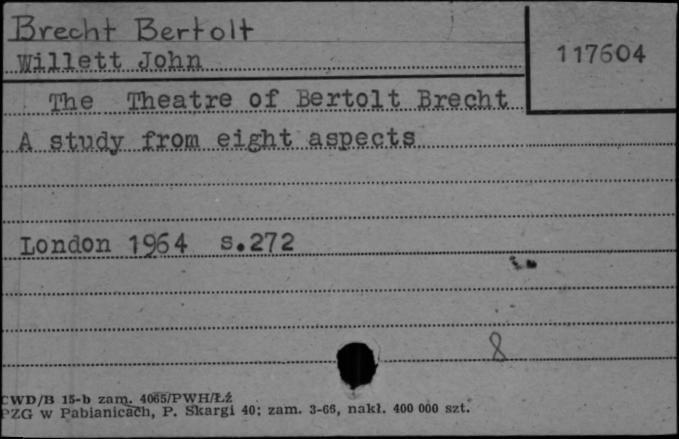 Brecht Bertolt
Willett John
117604
The Theatre of Bertolt Brecht
A study from eight aspects
London 1964 s.272
8
CWD/B 15-b zam. 4065/PWH/Łż
PZG w Pabianicach, P. Skargi 40; zam. 3-66, nakł. 400 000 szt.